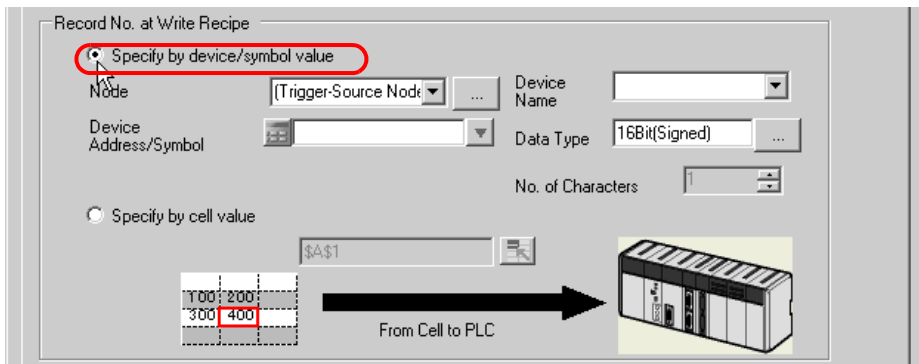 Record No. at Write Recipe
Specify by device/symbol value
Node
(Trigger-Source Node
...
Device
Name
Device
Address/Symbol
Data Type
16Bit(Signed)
...
No. of Characters
1
Specify by cell value
$A$1
100 200
300 400
From Cell to PLC